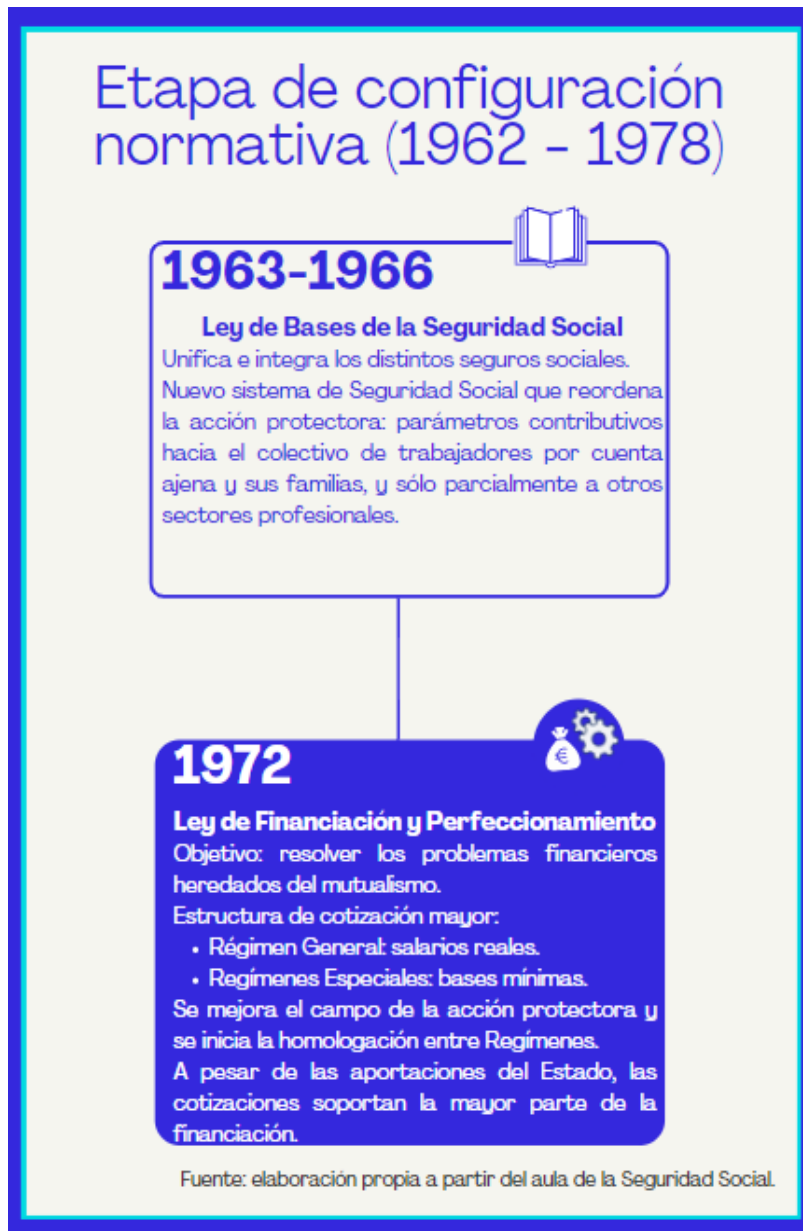 Etapa de configuración
normativa (1962 - 1978)
1963-1966
Ley de Bases de la Seguridad Social
Unifica e integra los distintos seguros sociales.
Nuevo sistema de Seguridad Social que reordena
la acción protectora: parámetros contributivos
hacia el colectivo de trabajadores por cuenta
ajena y sus familias, y sólo parcialmente a otros
sectores profesionales.
1972
Ley de Financiación y Perfeccionamiento
Objetivo: resolver los problemas financieros
heredados del mutualismo.
Estructura de cotización mayor:
• Régimen General: salarios reales.
• Regímenes Especiales: bases mínimas.
Se mejora el campo de la acción protectora y
se inicia la homologación entre Regímenes.
A pesar de las aportaciones del Estado, las
cotizaciones soportan la mayor parte de la
financiación.
Fuente: elaboración propia a partir del aula de la Seguridad Social.